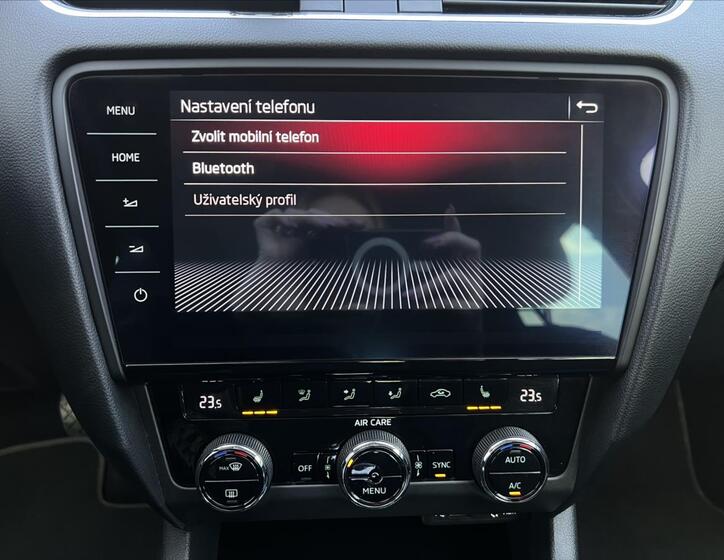 MENU
HOME
Nastavení telefonu
Zvolit mobilní telefon
Bluetooth
Uživatelský profil
23.5
23.5
AIR CARE
MAX
OFF
MENU
SYNC
AUTO
A/C